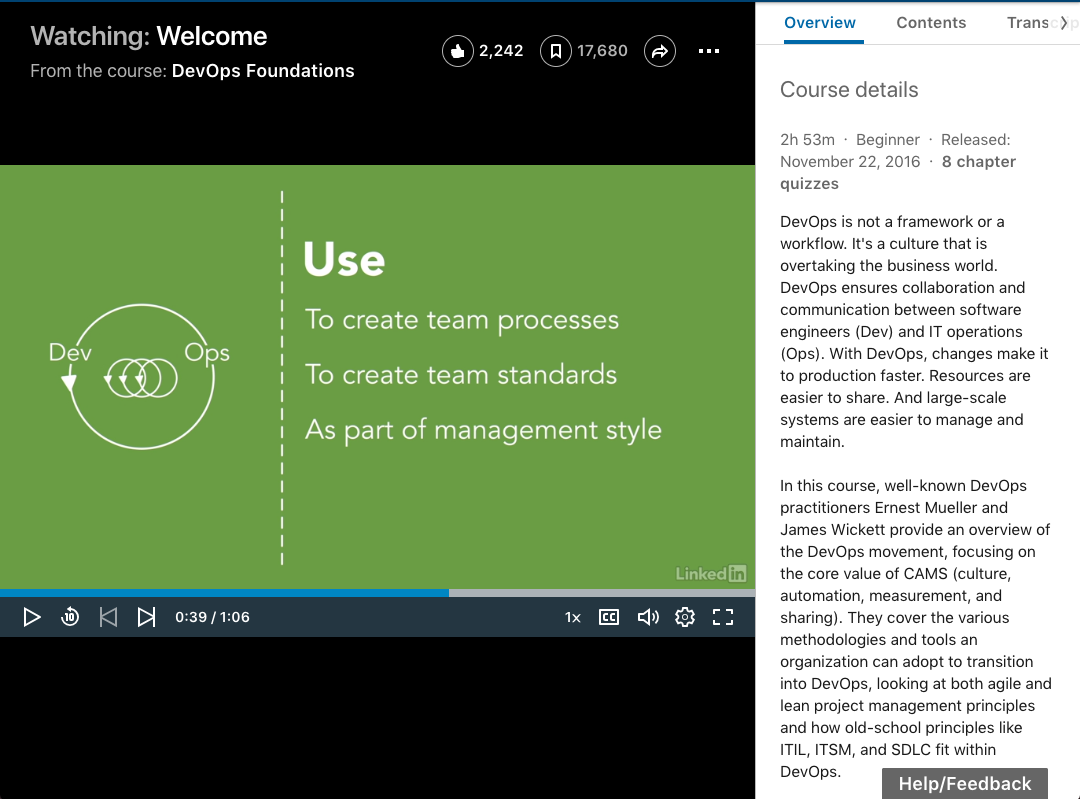 Watching: Welcome
From the course: DevOps Foundations
2,242
17,680
Use
To create team processes
To create team standards
As part of management style
Dev
Ops
Linked in
10
0:39 / 1:06
1x
CC
Overview
Contents
Course details
2h 53m · Beginner · Released:
November 22, 2016 · 8 chapter
quizzes
DevOps is not a framework or a
workflow. It's a culture that is
overtaking the business world.
DevOps ensures collaboration and
communication between software
engineers (Dev) and IT operations
(Ops). With DevOps, changes make it
to production faster. Resources are
easier to share. And large-scale
systems are easier to manage and
maintain.
In this course, well-known DevOps
practitioners Ernest Mueller and
James Wickett provide an overview of
the DevOps movement, focusing on
the core value of CAMS (culture,
automation, measurement, and
sharing). They cover the various
methodologies and tools an
organization can adopt to transition
into DevOps, looking at both agile and
lean project management principles
and how old-school principles like
ITIL, ITSM, and SDLC fit within
DevOps.
Help/Feedback